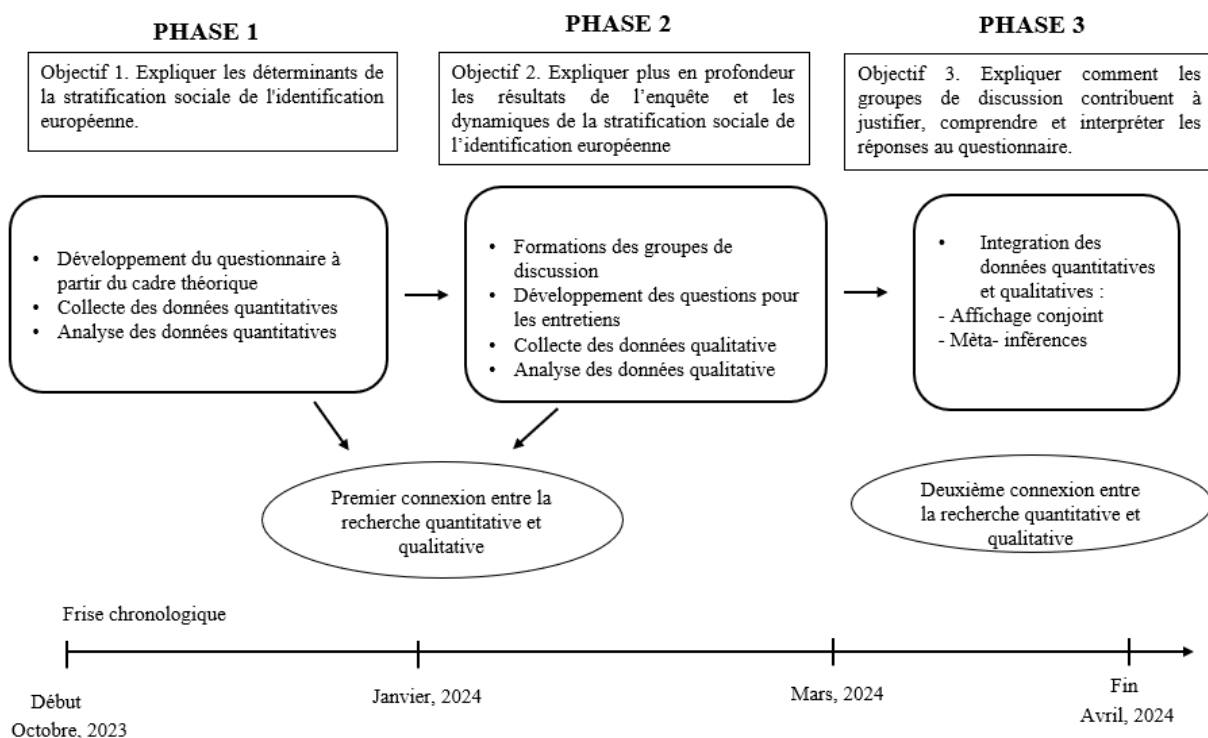 PHASE 1
Objectif 1. Expliquer les déterminants de
la stratification sociale de l'identification
européenne.
• Développement du questionnaire à
partir du cadre théorique
• Collecte des données quantitatives
• Analyse des données quantitatives
PHASE 2
Objectif 2. Expliquer plus en profondeur
les résultats de l’enquête et les
dynamiques de la stratification sociale de
l’identification européenne
• Formations des groupes de
discussion
• Développement des questions pour
les entretiens
• Collecte des données qualitative
• Analyse des données qualitative
PHASE 3
Objectif 3. Expliquer comment les
groupes de discussion contribuent à
justifier, comprendre et interpréter les
réponses au questionnaire.
• Integration des
données quantitatives
et qualitatives :
- Affichage conjoint
- Mèta- inférences
Premier connexion entre la
recherche quantitative et
qualitative
Deuxième connexion entre
la recherche quantitative et
qualitative
Frise chronologique
Début
Octobre, 2023
Janvier, 2024
Mars, 2024
Fin
Avril, 2024